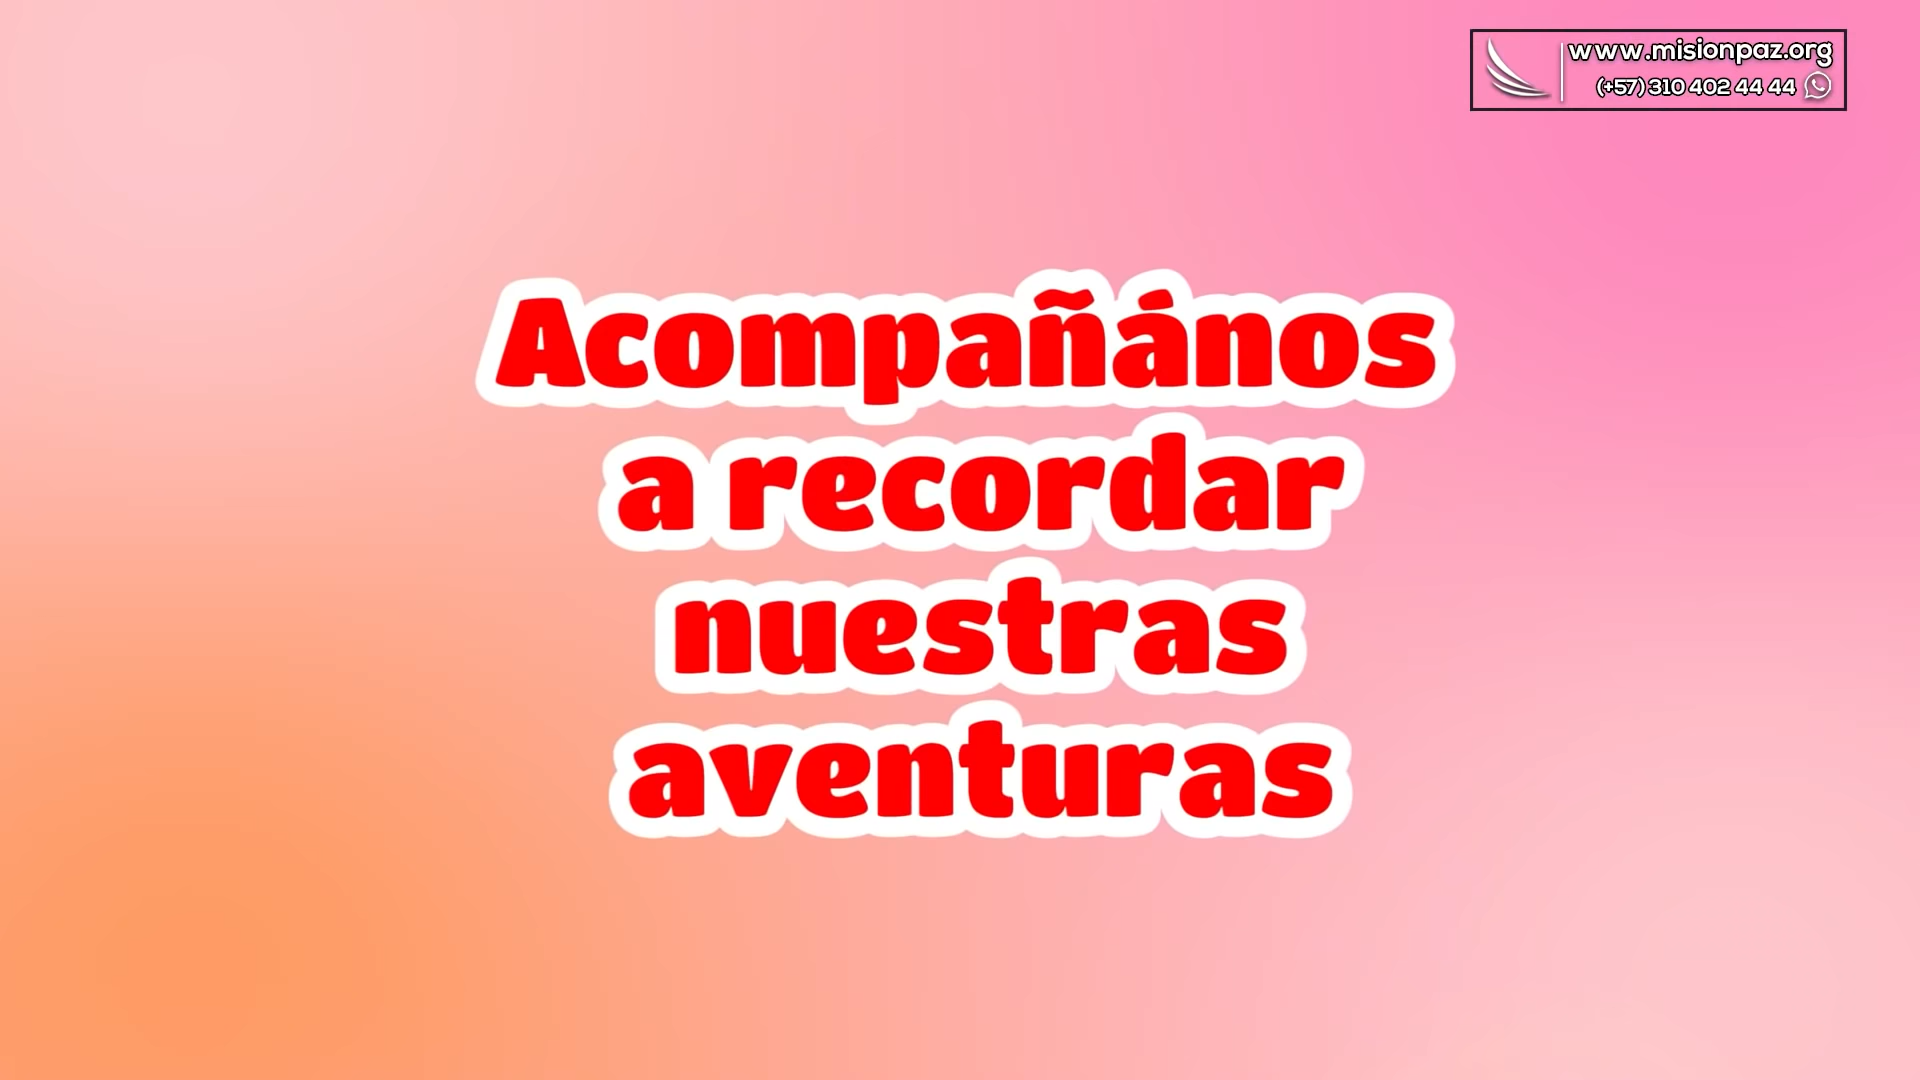 www.misionpaz.org
(+57) 310 402 44 44
Acompañános
a recordar
nuestras
aventuras